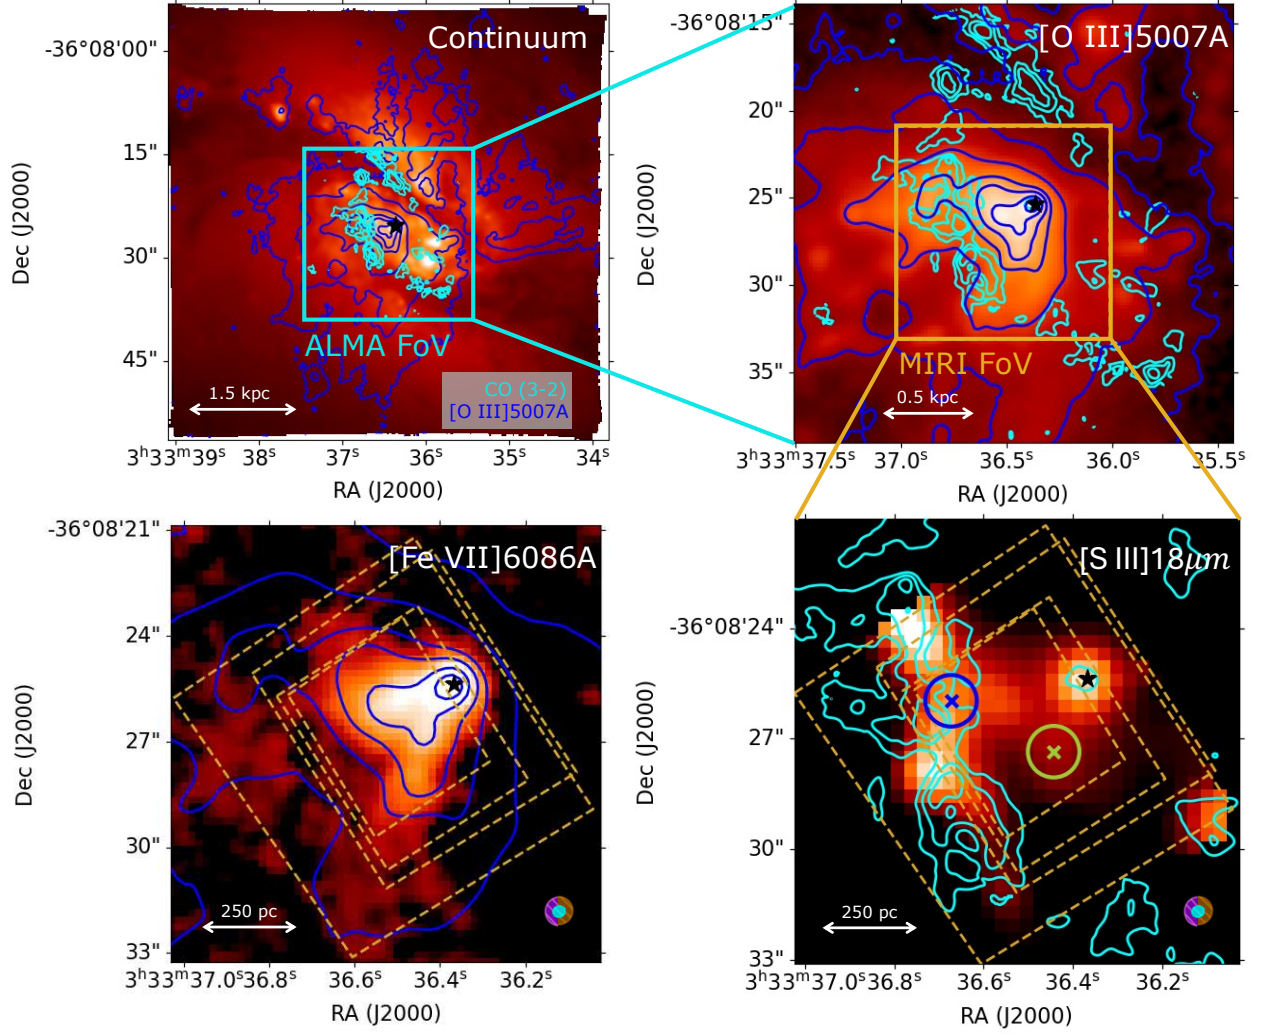 Continuum
-36°08'00"
15"
30"
45"
Dec (J2000)
ALMA FoV
CO (3-2)
[O III]5007A
1.5 kpc
3ʰ33ᵐ39ˢ 38ˢ 37ˢ 36ˢ 35ˢ 34ˢ
RA (J2000)
[O III]5007A
-36°08'15"
20"
25"
30"
35"
Dec (J2000)
MIRI FoV
0.5 kpc
3ʰ33ᵐ37.5ˢ 37.0ˢ 36.5ˢ 36.0ˢ 35.5ˢ
RA (J2000)
[Fe VII]6086A
-36°08'21"
24"
27"
30"
33"
Dec (J2000)
250 pc
3ʰ33ᵐ37.0ˢ 36.8ˢ 36.6ˢ 36.4ˢ 36.2ˢ
RA (J2000)
[S III]18μm
-36°08'24"
27"
30"
33"
Dec (J2000)
250 pc
3ʰ33ᵐ37.0ˢ 36.8ˢ 36.6ˢ 36.4ˢ 36.2ˢ
RA (J2000)